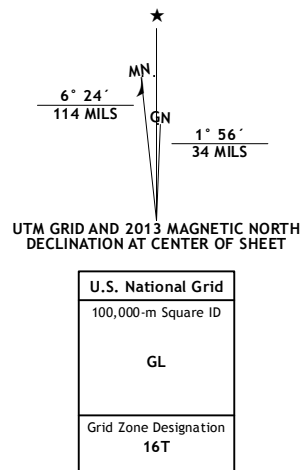 ★
MN
GN
6° 24´
114 MILS
1° 56´
34 MILS
UTM GRID AND 2013 MAGNETIC NORTH
DECLINATION AT CENTER OF SHEET
U.S. National Grid
100,000-m Square ID
GL
Grid Zone Designation
16T